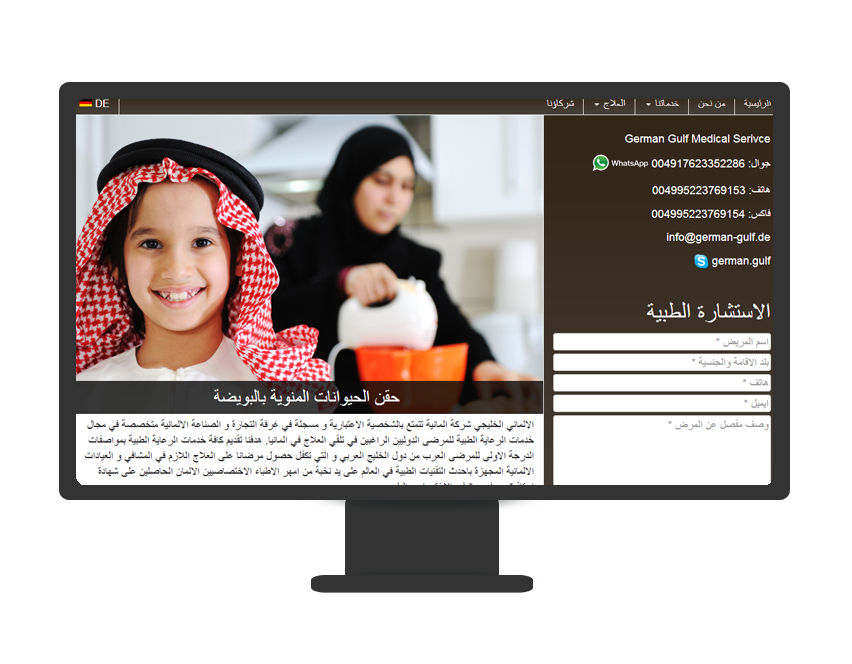 الرئيسية
من نحن
خدماتنا
العلاج
شركاؤنا
DE
German Gulf Medical Serivce
جوال: 004917623352286 WhatsApp
هاتف: 004995223769153
فاكس: 004995223769154
info@german-gulf.de
german.gulf
الاستشارة الطبية
اسم المريض *
بلد الاقامة والجنسية *
هاتف *
ايميل *
وصف مفصل عن المرض *
حقن الحيوانات المنوية بالبويضة
الالماني الخليجي شركة المانية تتمتع بالشخصية الاعتبارية و مسجلة في غرفة التجارة و الصناعة الالمانية متخصصة في مجال
خدمات الرعاية الطبية للمرضى الدوليين الراغبين في تلقي العلاج في المانيا. هدفنا تقديم كافة خدمات الرعاية الطبية بمواصفات
الدرجة الاولى للمرضى العرب من دول الخليج العربي و التي تكفل حصول مرضانا على العلاج اللازم في المشافي و العيادات
الالمانية المجهزة باحدث التقنيات الطبية في العالم على يد نخبة من امهر الاطباء الاختصاصيين الالمان الحاصلين على شهادة